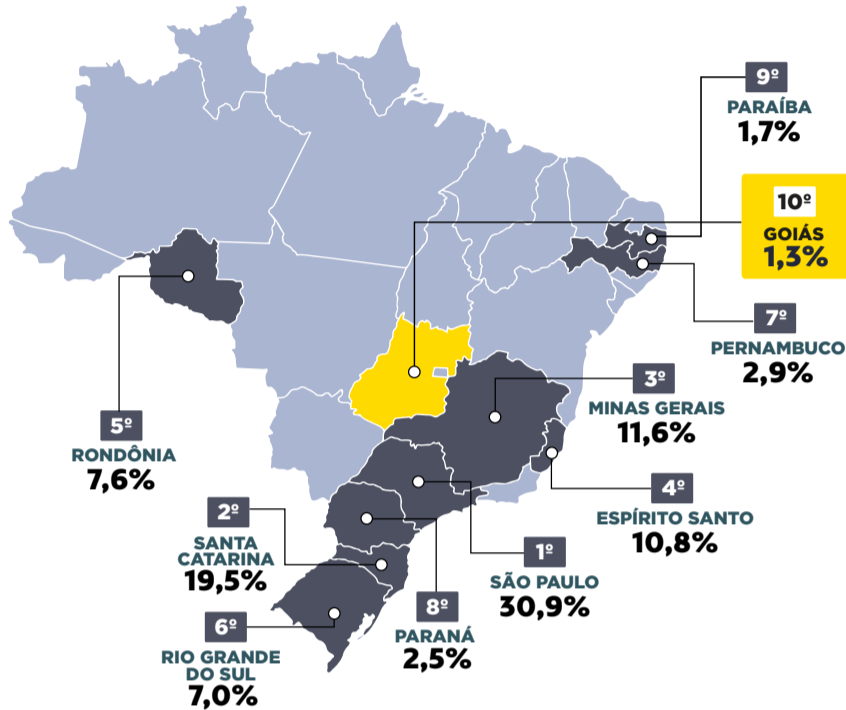 9º
PARAÍBA
1,7%
10º
GOIÁS
1,3%
7º
PERNAMBUCO
2,9%
3º
MINAS GERAIS
11,6%
5º
RONDÔNIA
7,6%
4º
ESPÍRITO SANTO
10,8%
2º
SANTA
CATARINA
19,5%
1º
SÃO PAULO
30,9%
8º
PARANÁ
2,5%
6º
RIO GRANDE
DO SUL
7,0%